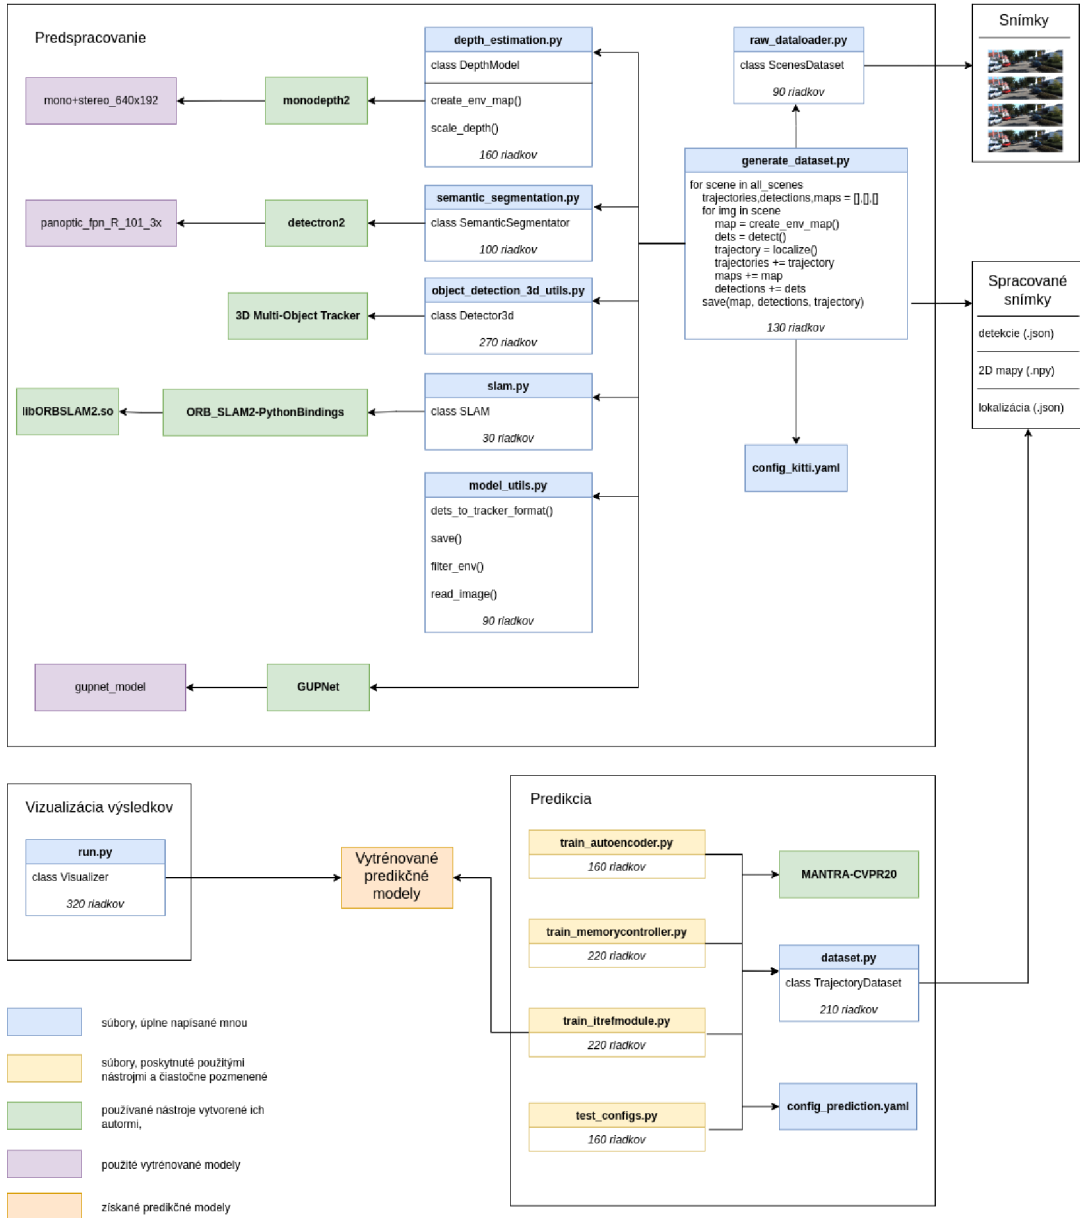 Predspracovanie
depth_estimation.py
class DepthModel
create_env_map()
scale_depth()
160 riadkov
monodepth2
mono+stereo_640x192
semantic_segmentation.py
class SemanticSegmentator
100 riadkov
detectron2
panoptic_fpn_R_101_3x
object_detection_3d_utils.py
class Detector3d
270 riadkov
3D Multi-Object Tracker
slam.py
class SLAM
30 riadkov
ORB_SLAM2-PythonBindings
libORBSLAM2.so
model_utils.py
dets_to_tracker_format()
save()
filter_env()
read_image()
90 riadkov
GUPNet
gupnet_model
raw_dataloader.py
class ScenesDataset
90 riadkov
generate_dataset.py
for scene in all_scenes
trajectories,detections,maps = [],[],[]
for img in scene
map = create_env_map()
dets = detect()
trajectory = localize()
trajectories += trajectory
maps += map
detections += dets
save(map, detections, trajectory)
130 riadkov
config_kitti.yaml
Snímky
Spracované
snímky
detekcie (.json)
2D mapy (.npy)
lokalizácia (.json)
Vizualizácia výsledkov
run.py
class Visualizer
320 riadkov
Vytrénované
predikčné
modely
Predikcia
train_autoencoder.py
160 riadkov
train_memorycontroller.py
220 riadkov
train_itrefmodule.py
220 riadkov
test_configs.py
160 riadkov
MANTRA-CVPR20
dataset.py
class TrajectoryDataset
210 riadkov
config_prediction.yaml
súbory, úplne napísané mnou
súbory, poskytnuté použitými
nástrojmi a čiastočne pozmenené
používané nástroje vytvorené ich
autormi,
použité vytrénované modely
získané predikčné modely